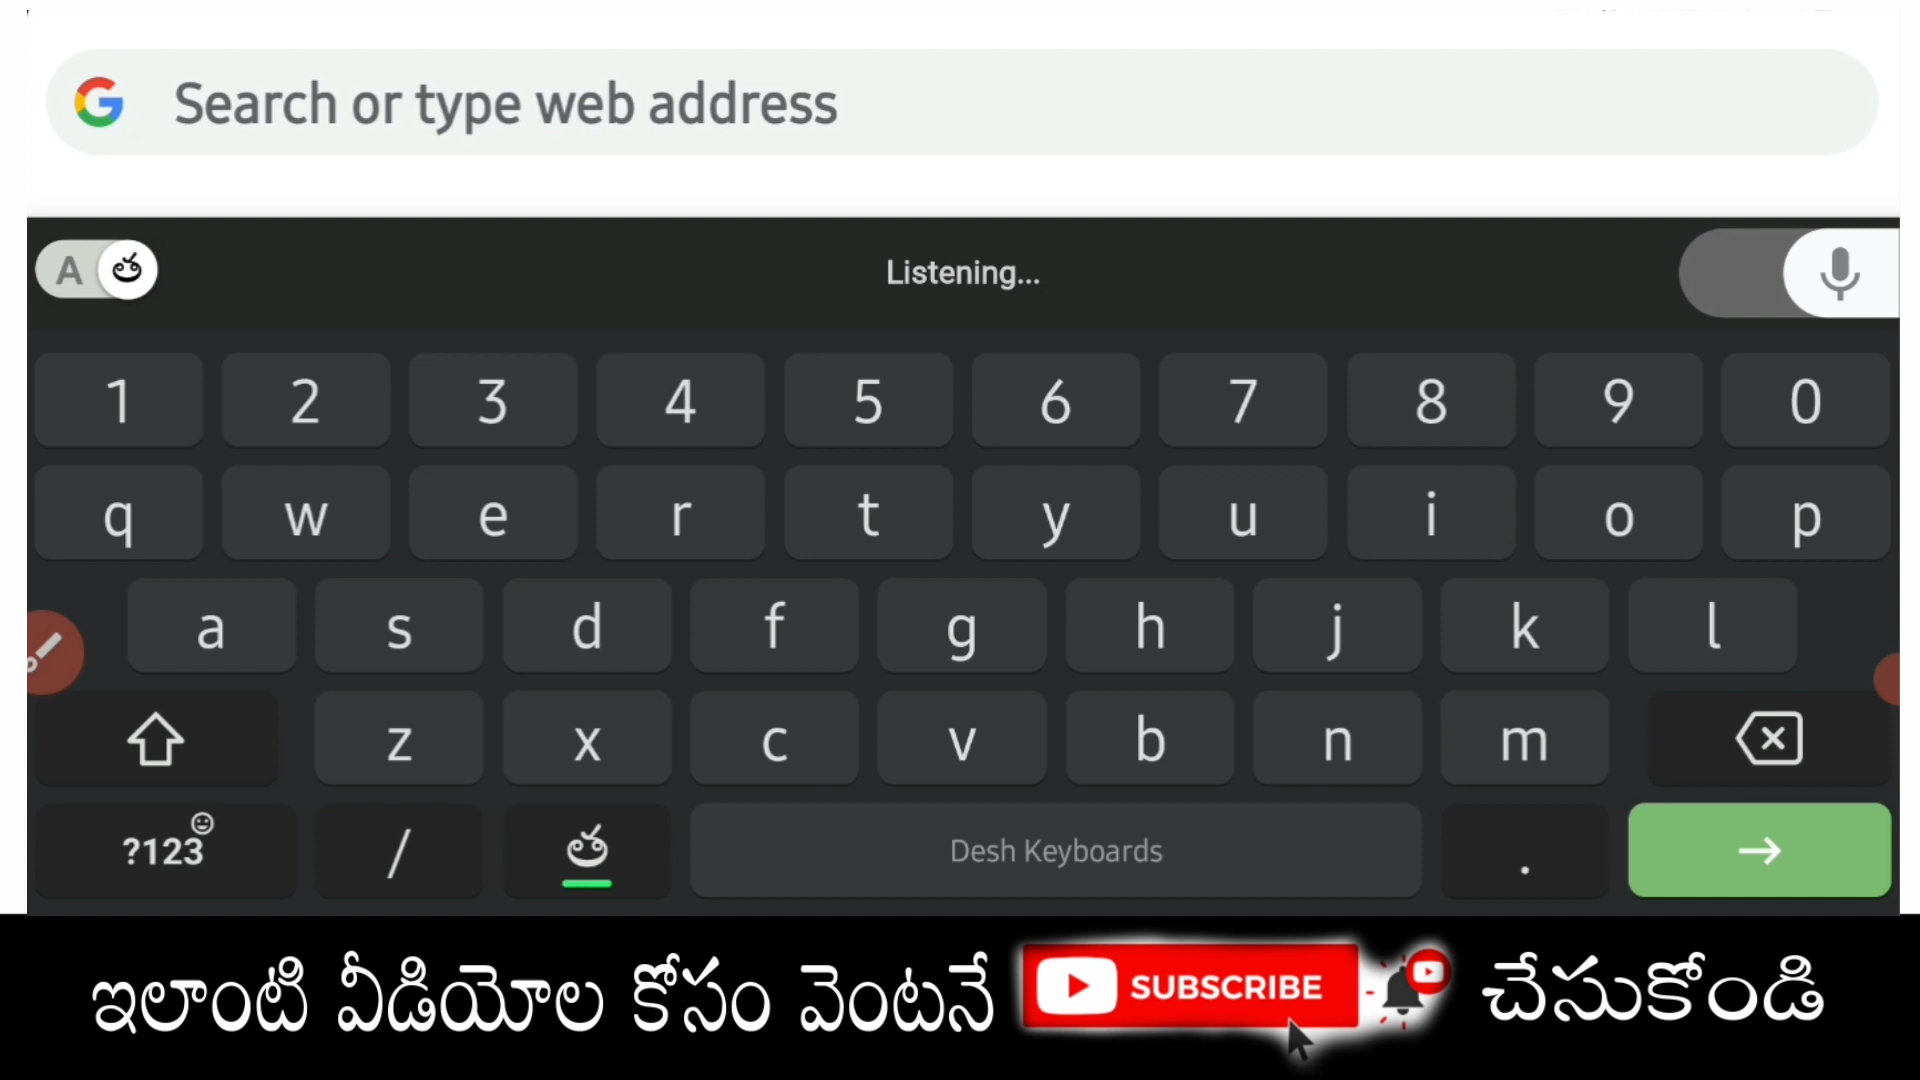 Search or type web address
A త
Listening...
1 2 3 4 5 6 7 8 9 0
q w e r t y u i o p
a s d f g h j k l
z x c v b n m
?123 / త Desh Keyboards .
ఇలాంటి వీడియోల కోసం వెంటనే SUBSCRIBE చేసుకోండి